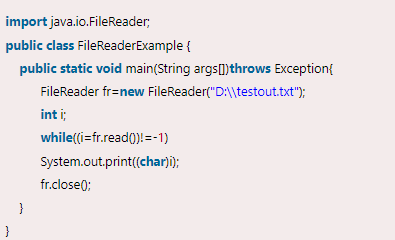 import java.io.FileReader;
public class FileReaderExample {
public static void main(String args[])throws Exception{
FileReader fr=new FileReader("D:\\testout.txt");
int i;
while((i=fr.read())!=-1)
System.out.print((char)i);
fr.close();
}
}